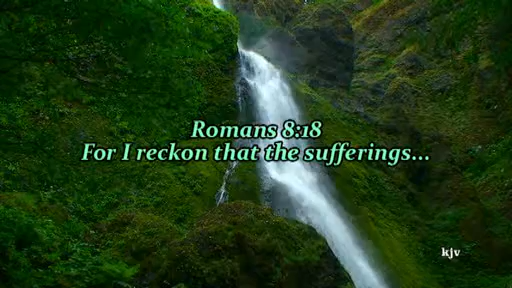 Romans 8:18
For I reckon that the sufferings...
kjv